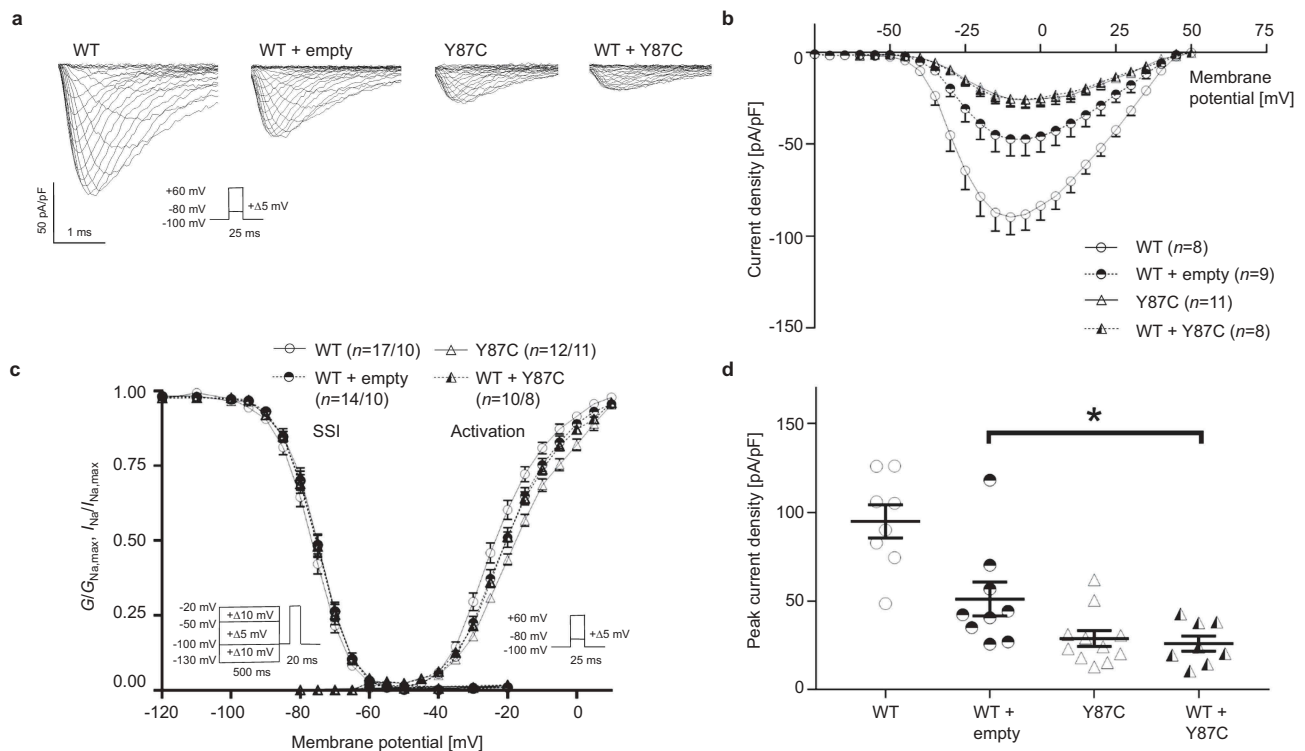 a
WT
WT + empty
Y87C
WT + Y87C
50 pA/pF
1 ms
+60 mV
-80 mV
-100 mV
+Δ5 mV
25 ms
b
-50
-25
0
25
50
75
0
-50
-100
-150
Membrane
potential [mV]
Current density [pA/pF]
WT (n=8)
WT + empty (n=9)
Y87C (n=11)
WT + Y87C (n=8)
c
WT (n=17/10)
Y87C (n=12/11)
WT + empty
(n=14/10)
WT + Y87C
(n=10/8)
SSI
Activation
1.00
0.75
0.50
0.25
0.00
G/GNa,max, INa/INa,max
-20 mV
-50 mV
-100 mV
-130 mV
+Δ10 mV
+Δ5 mV
+Δ10 mV
500 ms
20 ms
+60 mV
-80 mV
-100 mV
+Δ5 mV
25 ms
-120
-100
-80
-60
-40
-20
0
Membrane potential [mV]
d
*
150
100
50
0
Peak current density [pA/pF]
WT
WT +
empty
Y87C
WT +
Y87C